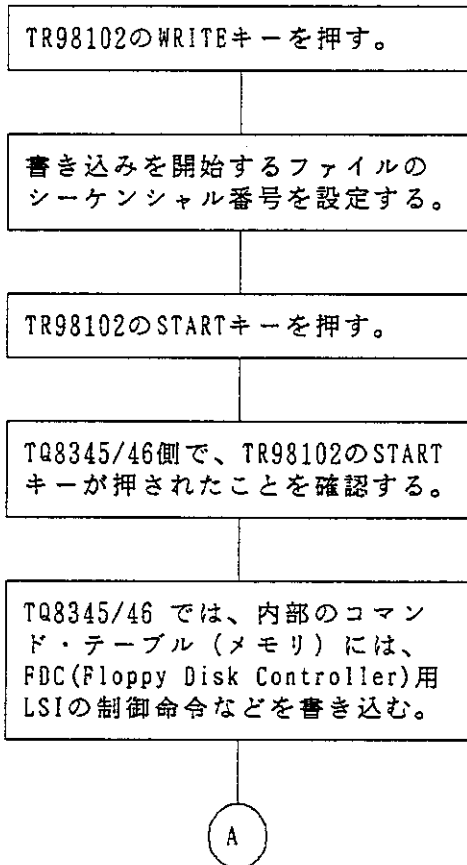 TR98102のWRITEキーを押す。
書き込みを開始するファイルの
シーケンシャル番号を設定する。
TR98102のSTARTキーを押す。
TQ8345/46側で、TR98102のSTART
キーが押されたことを確認する。
TQ8345/46 では、内部のコマン
ド・テーブル（メモリ）には、
FDC(Floppy Disk Controller)用
LSIの制御命令などを書き込む。
A